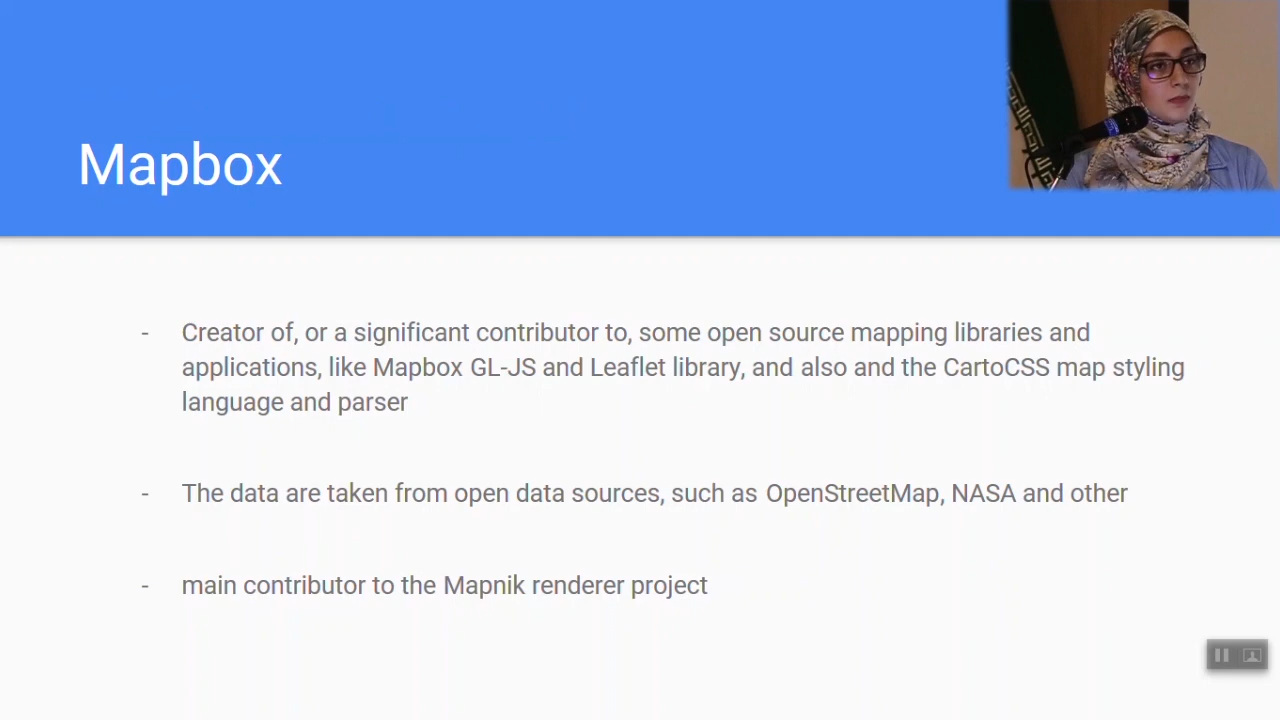 Mapbox
- Creator of, or a significant contributor to, some open source mapping libraries and
applications, like Mapbox GL-JS and Leaflet library, and also and the CartoCSS map styling
language and parser
- The data are taken from open data sources, such as OpenStreetMap, NASA and other
- main contributor to the Mapnik renderer project